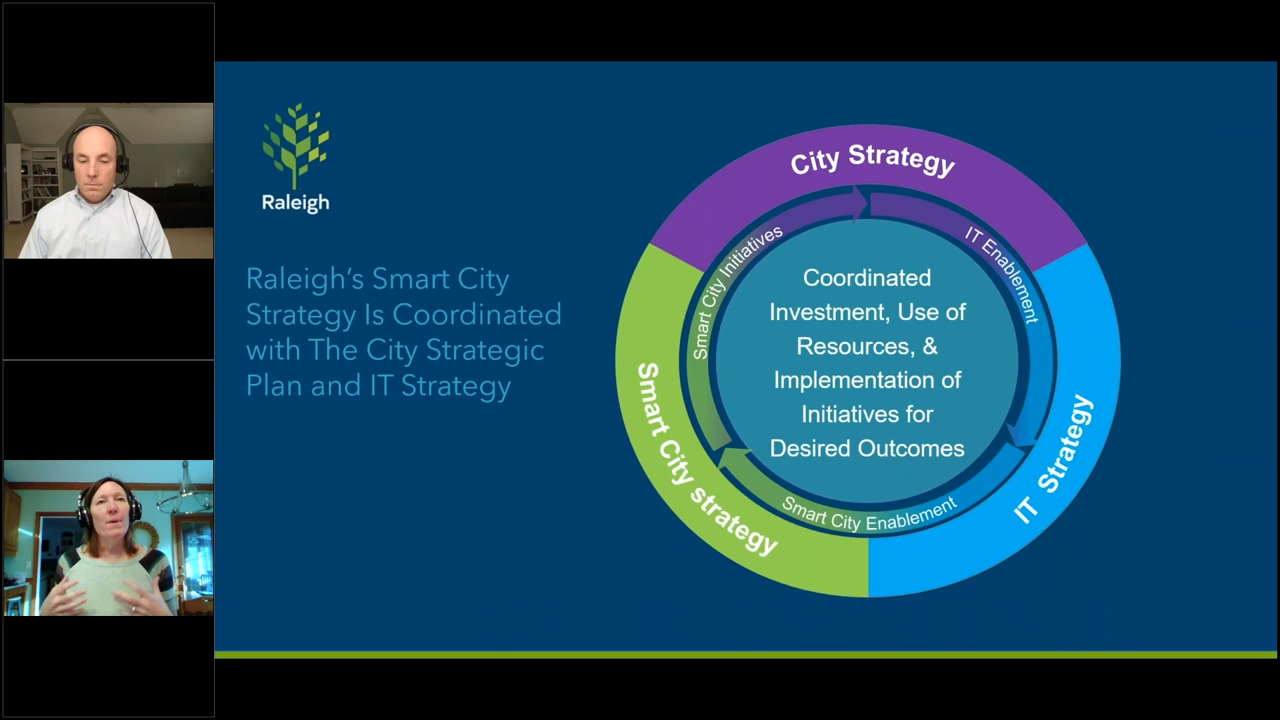 Raleigh
Raleigh's Smart City
Strategy Is Coordinated
with The City Strategic
Plan and IT Strategy
City Strategy
IT Strategy
Smart City strategy
Smart City Initiatives
IT Enablement
Smart City Enablement
Coordinated
Investment, Use of
Resources, &
Implementation of
Initiatives for
Desired Outcomes